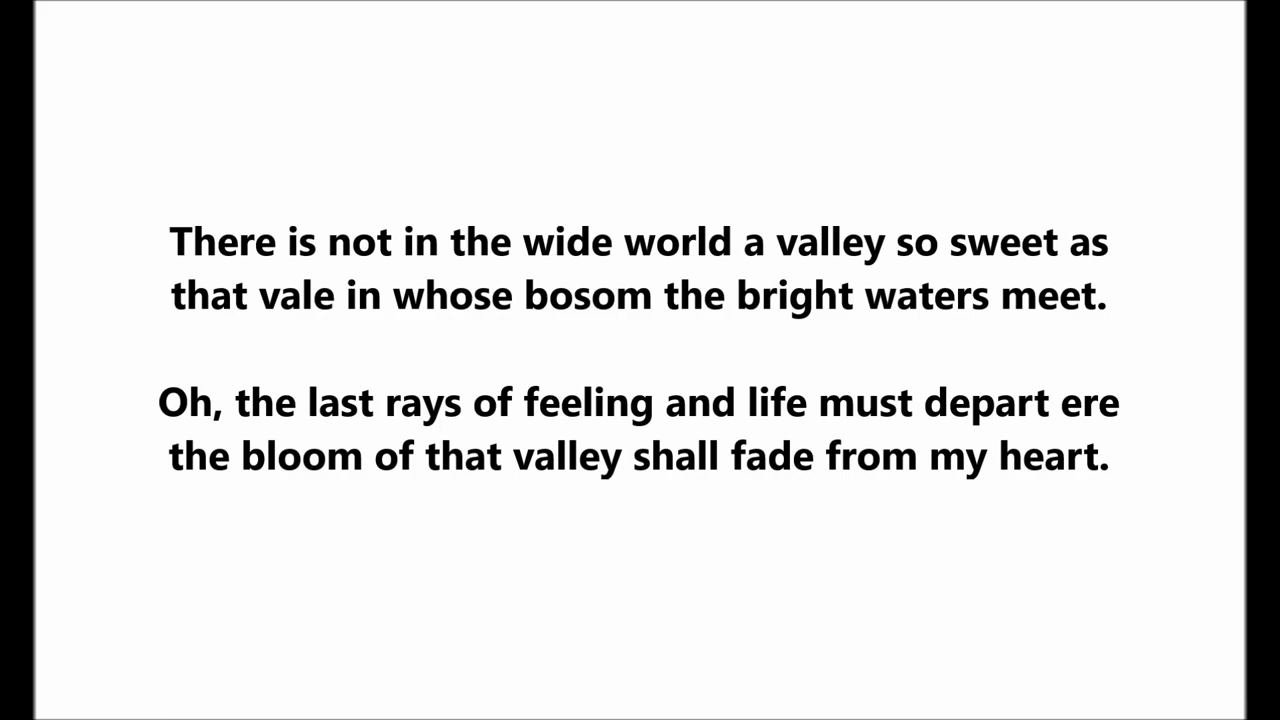 There is not in the wide world a valley so sweet as
that vale in whose bosom the bright waters meet.
Oh, the last rays of feeling and life must depart ere
the bloom of that valley shall fade from my heart.